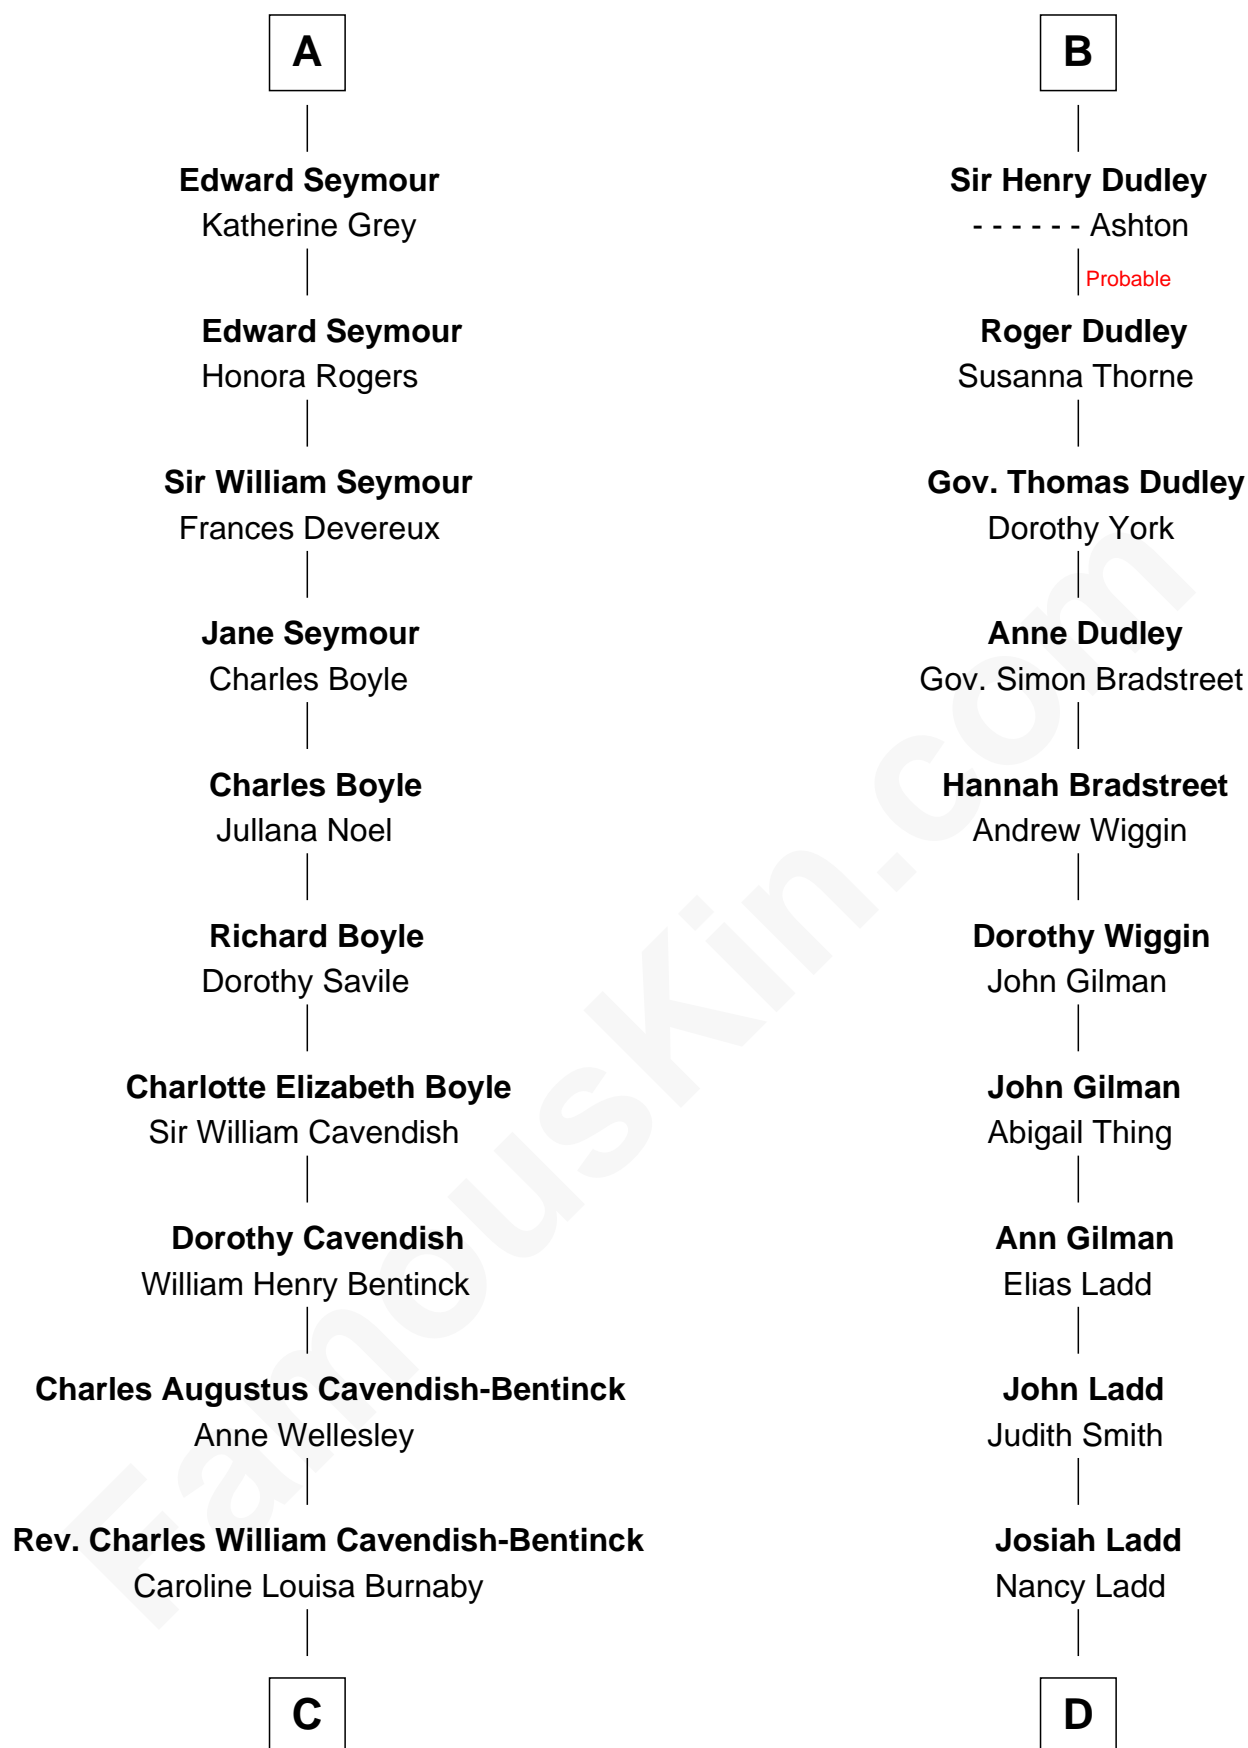 A
Edward Seymour
Katherine Grey
Edward Seymour
Honora Rogers
Sir William Seymour
Frances Devereux
Jane Seymour
Charles Boyle
Charles Boyle
Jullana Noel
Richard Boyle
Dorothy Savile
Charlotte Elizabeth Boyle
Sir William Cavendish
Dorothy Cavendish
William Henry Bentinck
Charles Augustus Cavendish-Bentinck
Anne Wellesley
Rev. Charles William Cavendish-Bentinck
Caroline Louisa Burnaby
C
B
Sir Henry Dudley
- - - - - - Ashton
Probable
Roger Dudley
Susanna Thorne
Gov. Thomas Dudley
Dorothy York
Anne Dudley
Gov. Simon Bradstreet
Hannah Bradstreet
Andrew Wiggin
Dorothy Wiggin
John Gilman
John Gilman
Abigail Thing
Ann Gilman
Elias Ladd
John Ladd
Judith Smith
Josiah Ladd
Nancy Ladd
D
FamousKin.com